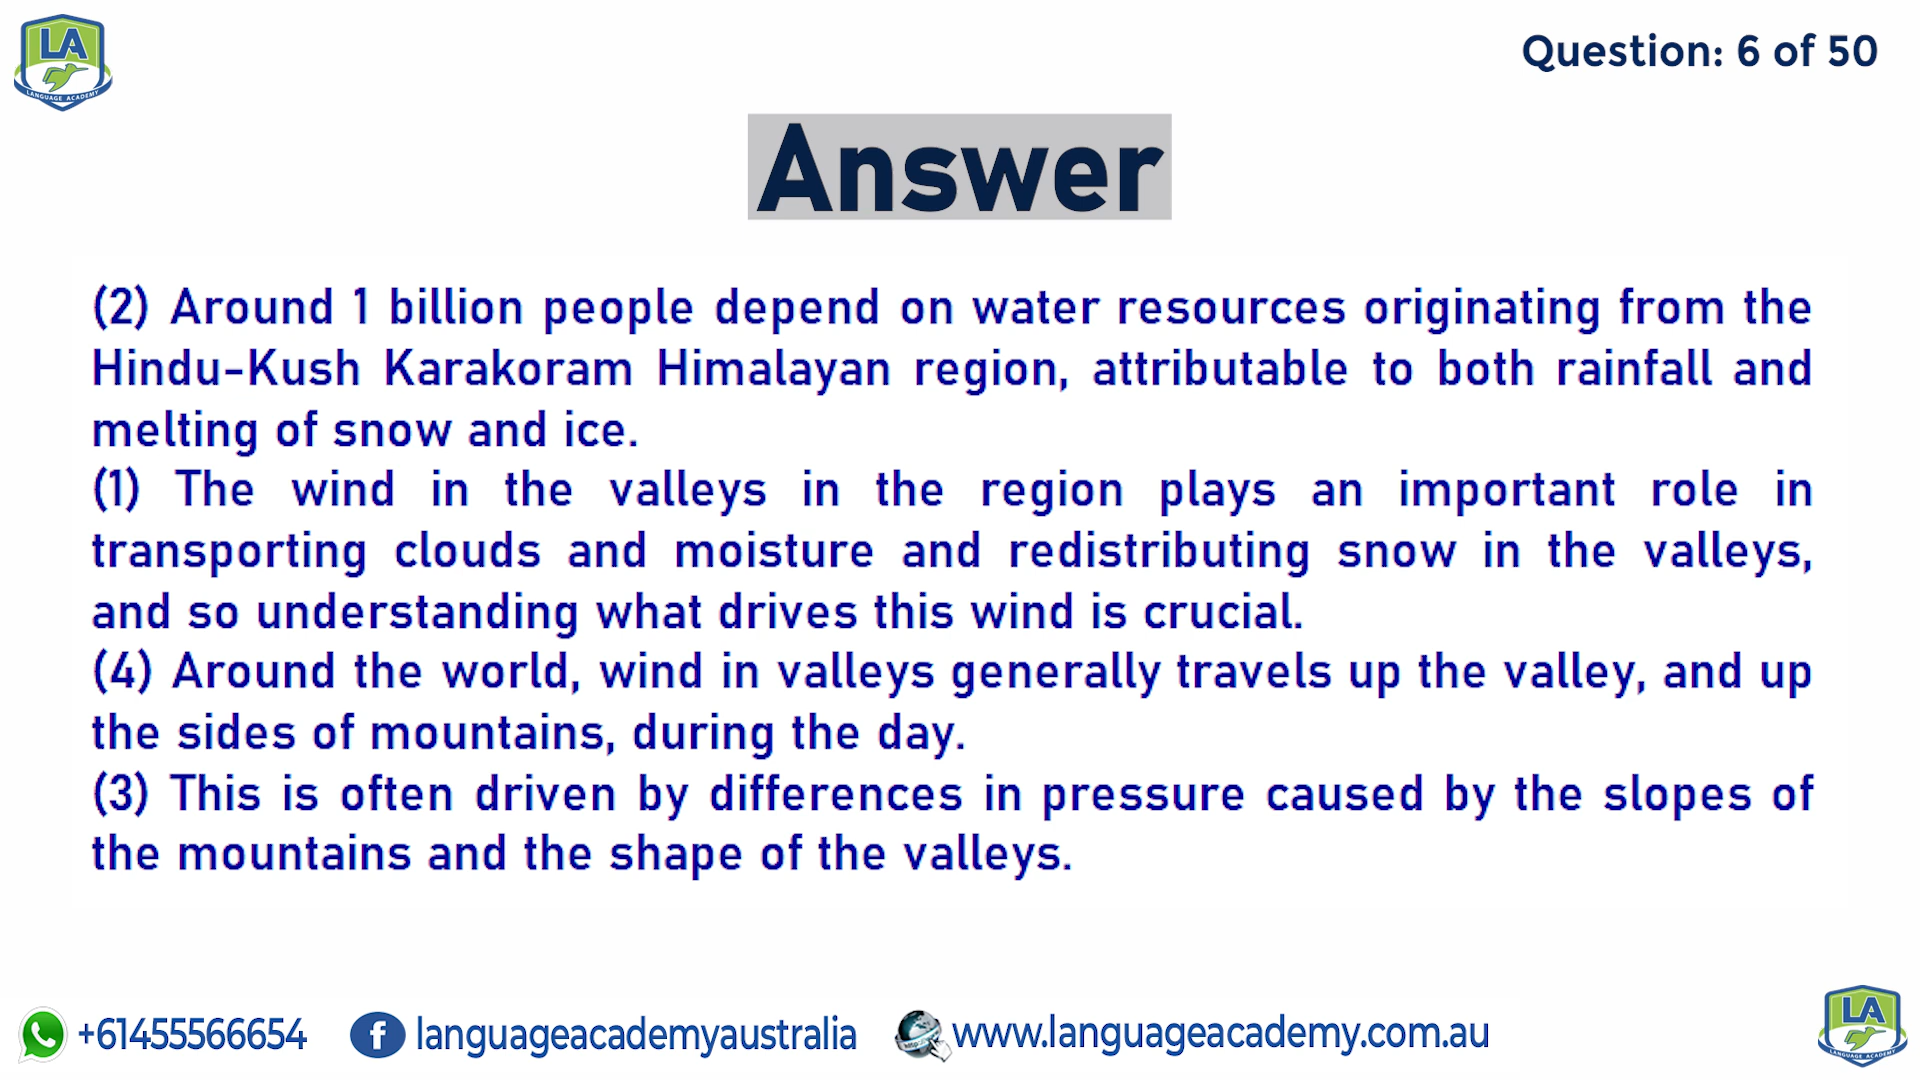 LA
LANGUAGE ACADEMY
Question: 6 of 50
Answer
(2) Around 1 billion people depend on water resources originating from the
Hindu-Kush Karakoram Himalayan region, attributable to both rainfall and
melting of snow and ice.
(1) The wind in the valleys in the region plays an important role in
transporting clouds and moisture and redistributing snow in the valleys,
and so understanding what drives this wind is crucial.
(4) Around the world, wind in valleys generally travels up the valley, and up
the sides of mountains, during the day.
(3) This is often driven by differences in pressure caused by the slopes of
the mountains and the shape of the valleys.
+61455566654
f
languageacademyaustralia
www.languageacademy.com.au
LA
LANGUAGE ACADEMY